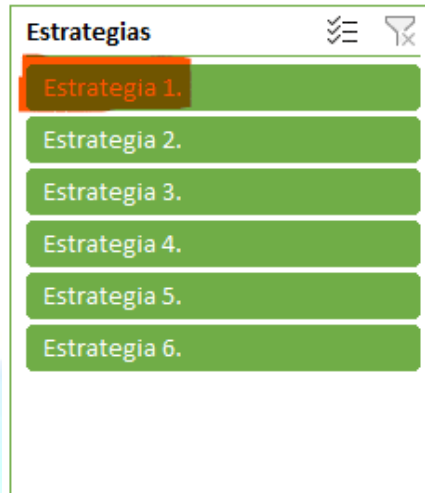 Estrategias
Estrategia 1.
Estrategia 2.
Estrategia 3.
Estrategia 4.
Estrategia 5.
Estrategia 6.